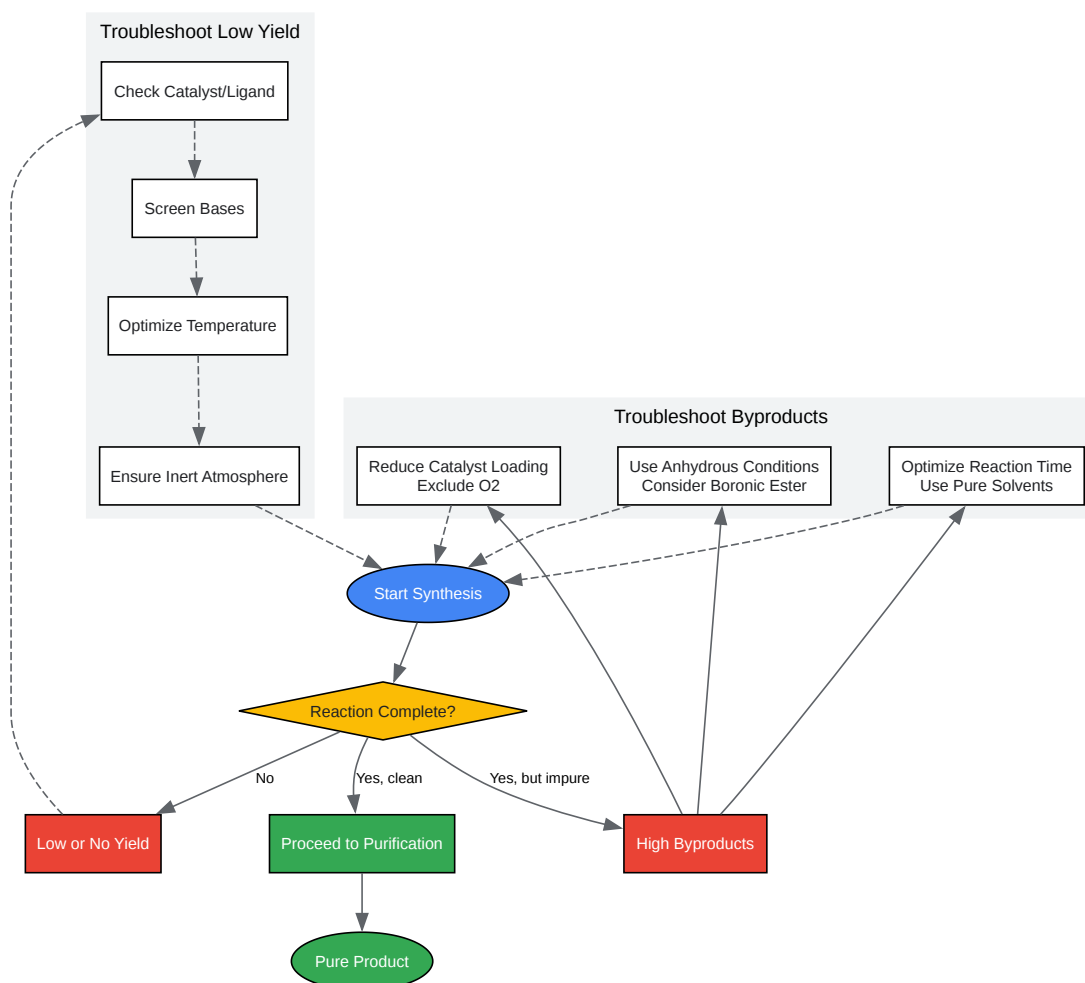 Troubleshoot Low Yield
Check Catalyst/Ligand
Screen Bases
Optimize Temperature
Ensure Inert Atmosphere
Troubleshoot Byproducts
Reduce Catalyst Loading
Exclude O2
Use Anhydrous Conditions
Consider Boronic Ester
Optimize Reaction Time
Use Pure Solvents
Start Synthesis
Reaction Complete?
No
Yes, clean
Yes, but impure
Low or No Yield
Proceed to Purification
High Byproducts
Pure Product